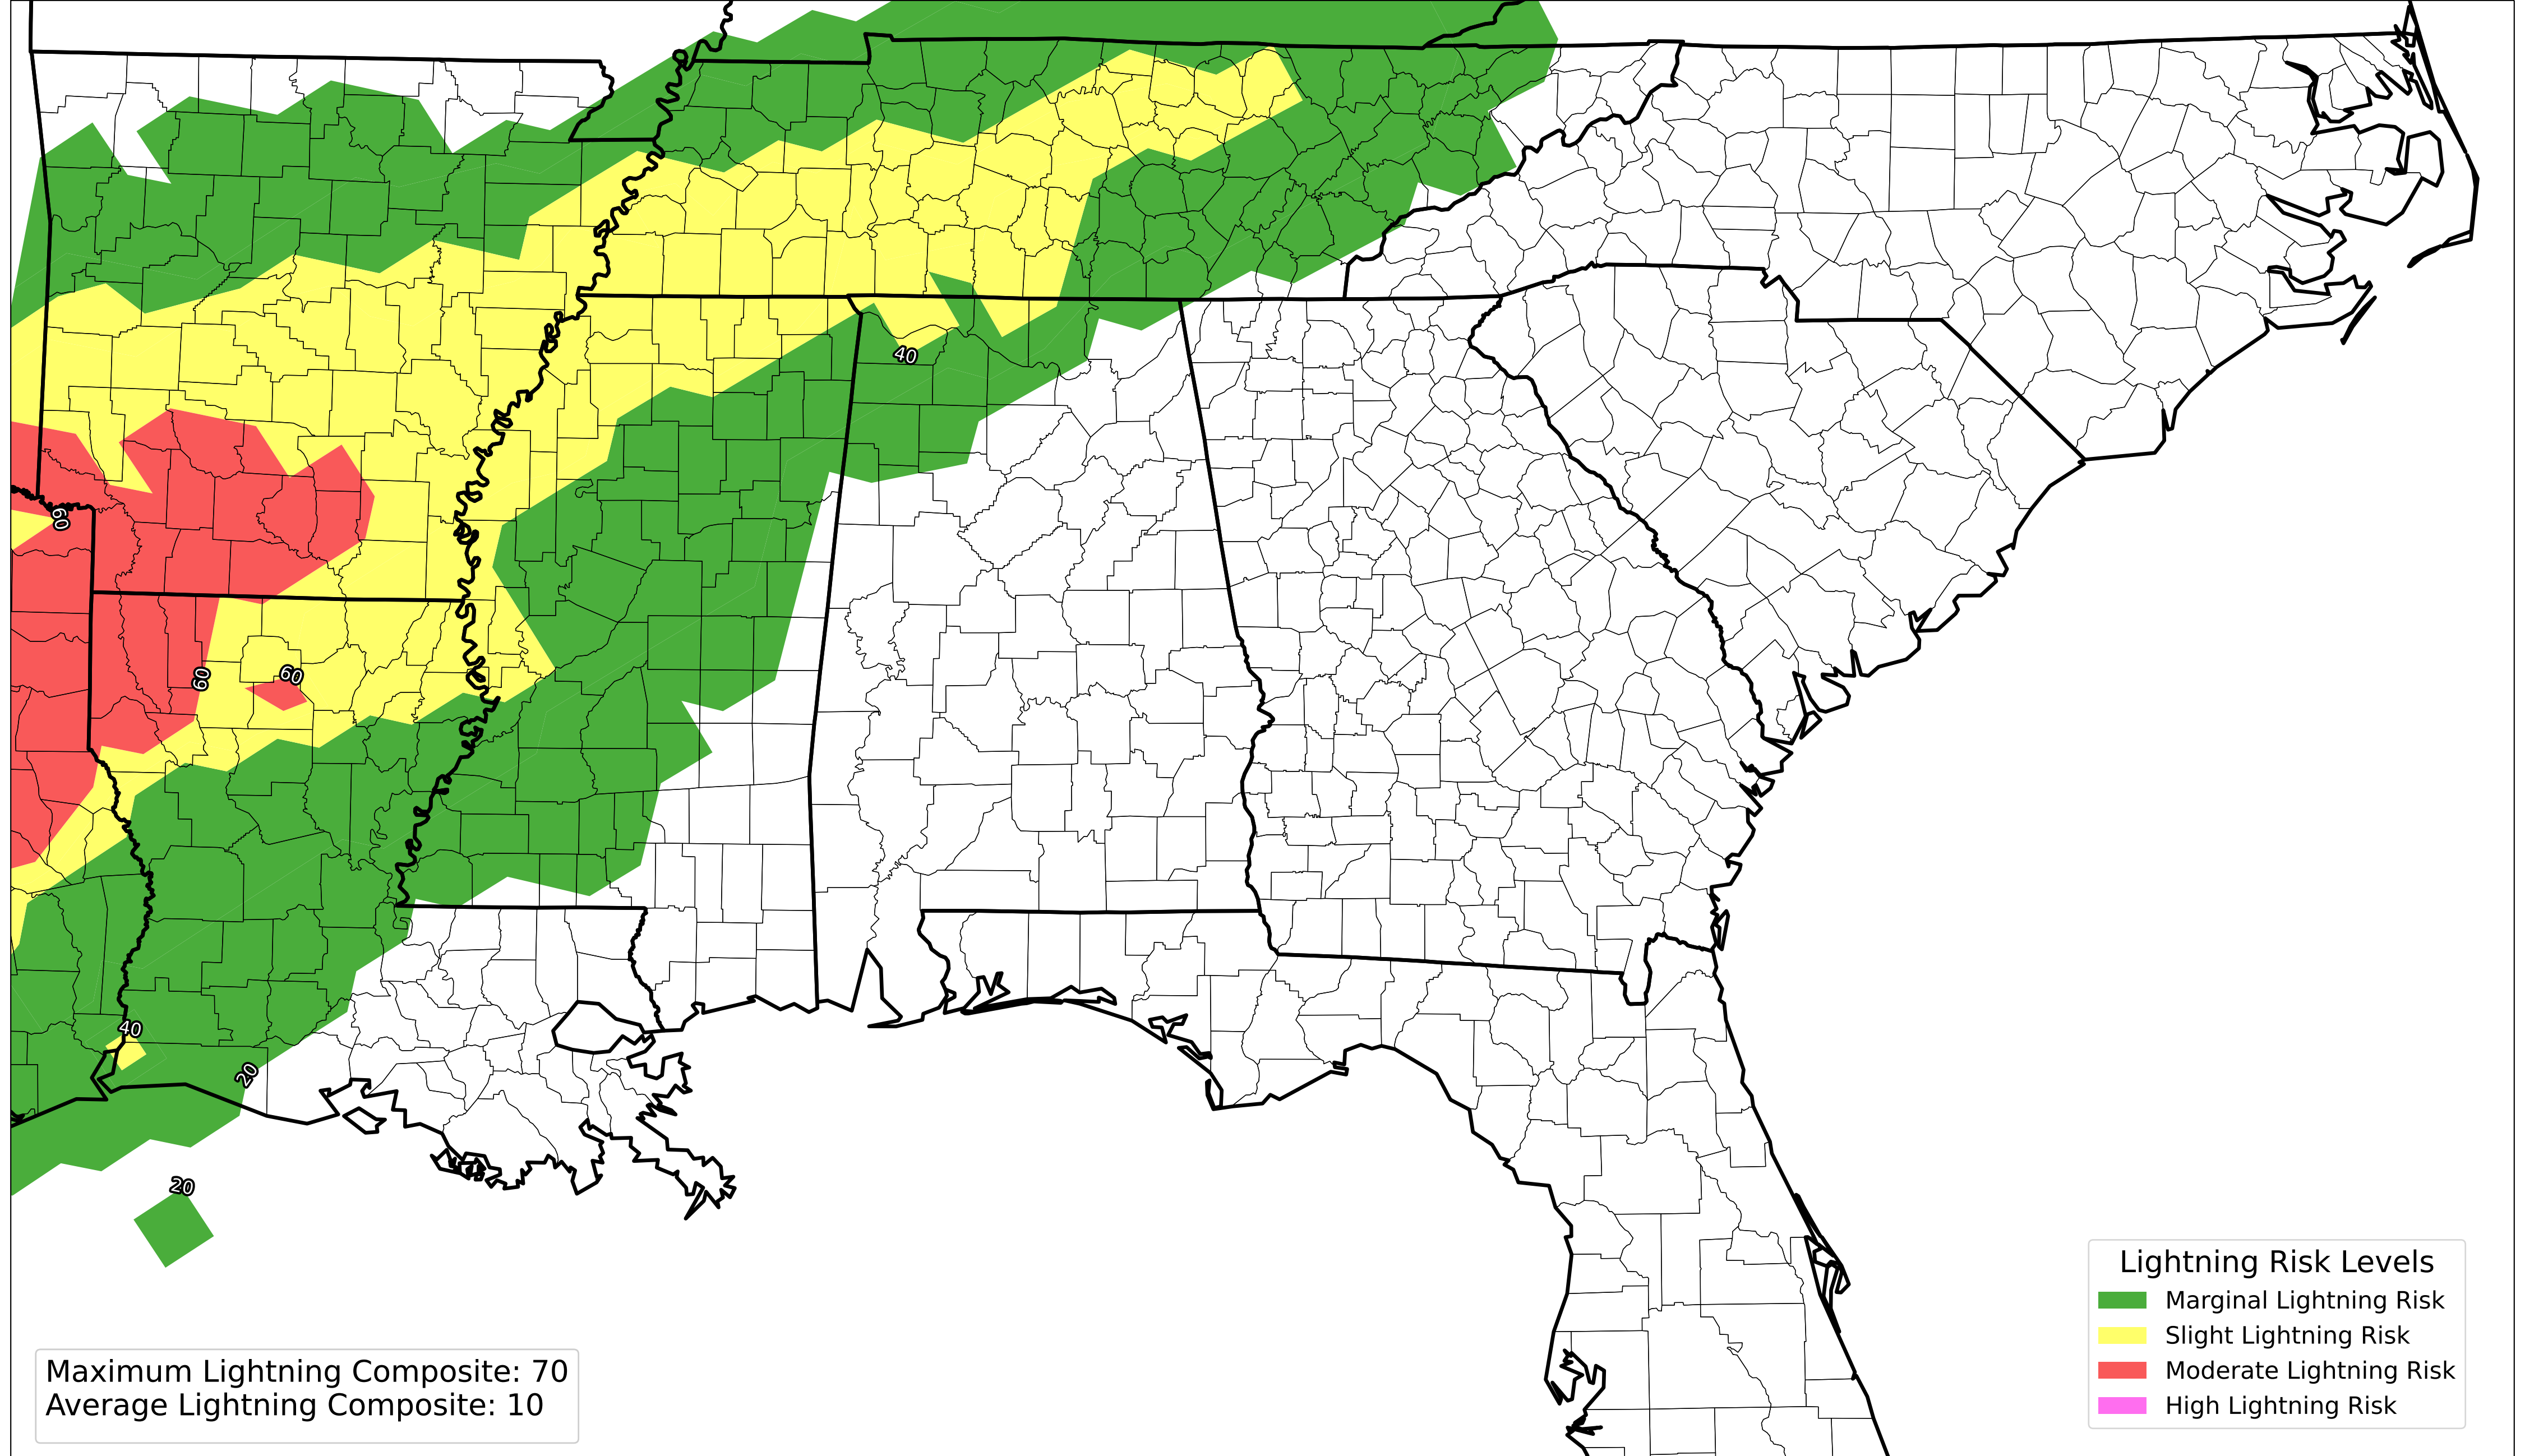 40
60
60
60
40
20
20
Lightning Risk Levels
Marginal Lightning Risk
Slight Lightning Risk
Moderate Lightning Risk
High Lightning Risk
Maximum Lightning Composite: 70
Average Lightning Composite: 10